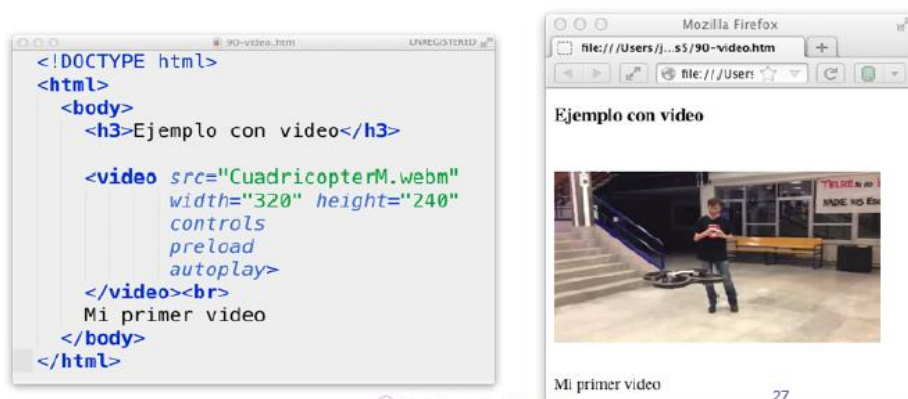 90-video.htm
UNREGISTERED
<!DOCTYPE html>
<html>
<body>
<h3>Ejemplo con video</h3>
<video src="CuadricopterM.webm"
width="320" height="240"
controls
preload
autoplay>
</video><br>
Mi primer video
</body>
</html>
Mozilla Firefox
file:///Users/j...s5/90-video.htm
file:///Users
Ejemplo con video
Mi primer video
27